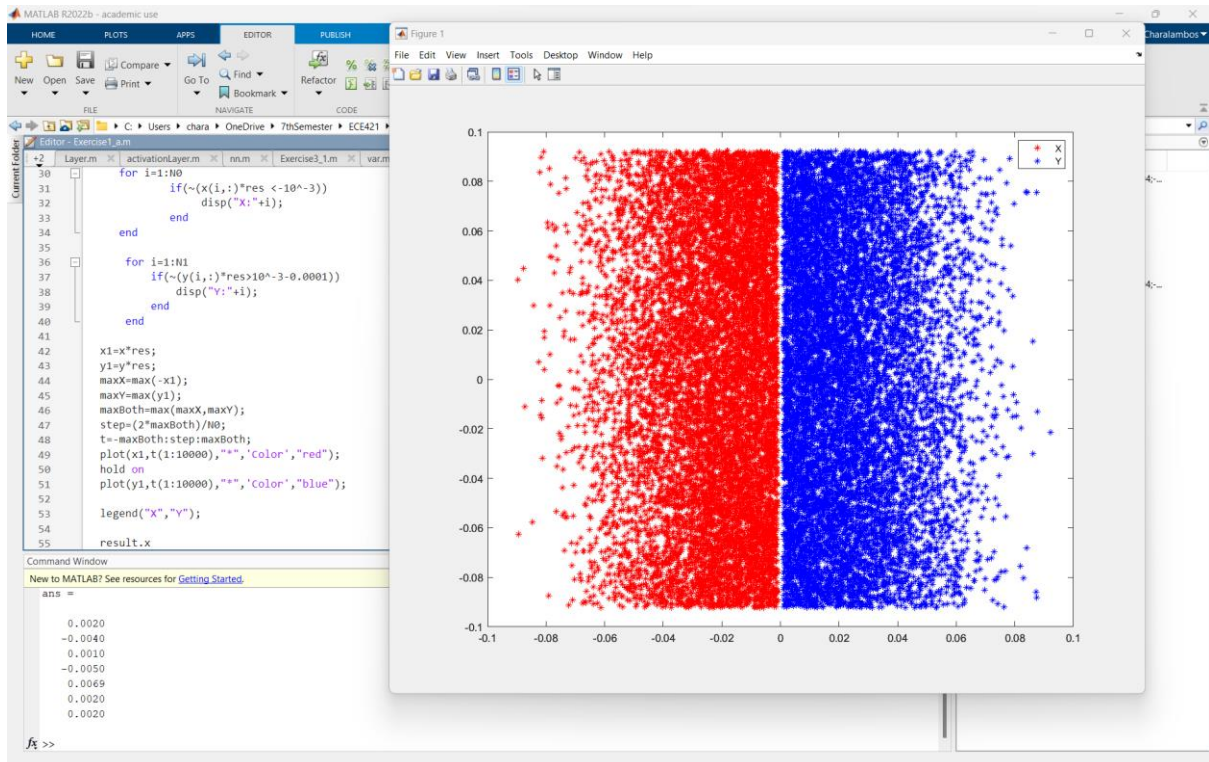 MATLAB R2022b - academic use
HOME PLOTS APPS EDITOR PUBLISH
Charalambos
New Open Save Compare Print Go To Find Bookmark Refactor
FILE NAVIGATE CODE
C: Users chara OneDrive 7thSemester ECE421
Current Folder
Editor - Exercise1_a.m
+2 Layer.m activationLayer.m nn.m Exercise3_1.m var.m
30 for i=1:N0
31 if(~(x(i,:)*res <-10^-3))
32 disp("X:"+i);
33 end
34 end
35
36 for i=1:N1
37 if(~(y(i,:)*res>10^-3-0.0001))
38 disp("Y:"+i);
39 end
40 end
41
42 x1=x*res;
43 y1=y*res;
44 maxX=max(-x1);
45 maxY=max(y1);
46 maxBoth=max(maxX,maxY);
47 step=(2*maxBoth)/N0;
48 t=-maxBoth:step:maxBoth;
49 plot(x1,t(1:10000),"*",'Color',"red");
50 hold on
51 plot(y1,t(1:10000),"*",'Color',"blue");
52
53 legend("X","Y");
54
55 result.x
Command Window
New to MATLAB? See resources for Getting Started.
ans =
0.0020
-0.0040
0.0010
-0.0050
0.0069
0.0020
0.0020
fx >>
Figure 1
File Edit View Insert Tools Desktop Window Help
X
Y
0.1
0.08
0.06
0.04
0.02
0
-0.02
-0.04
-0.06
-0.08
-0.1
-0.1 -0.08 -0.06 -0.04 -0.02 0 0.02 0.04 0.06 0.08 0.1
4;-...
4;-...